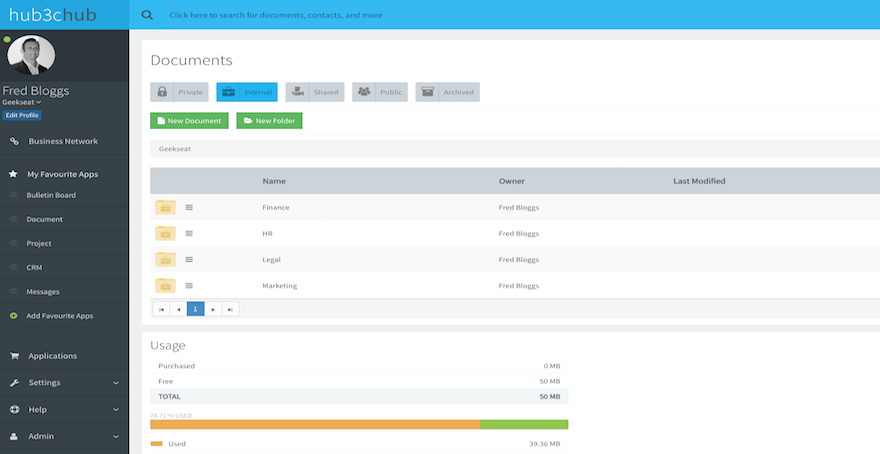 hub3chub
Click here to search for documents, contacts, and more
Fred Bloggs
Geekseat
Edit Profile
Business Network
My Favourite Apps
Bulletin Board
Document
Project
CRM
Messages
Add Favourite Apps
Applications
Settings
Help
Admin
Documents
Private Internal Shared Public Archived
New Document New Folder
Geekseat
Name Owner Last Modified
Finance Fred Bloggs
HR Fred Bloggs
Legal Fred Bloggs
Marketing Fred Bloggs
1
Usage
Purchased 0 MB
Free 50 MB
TOTAL 50 MB
78.71 % USED
Used 39.36 MB